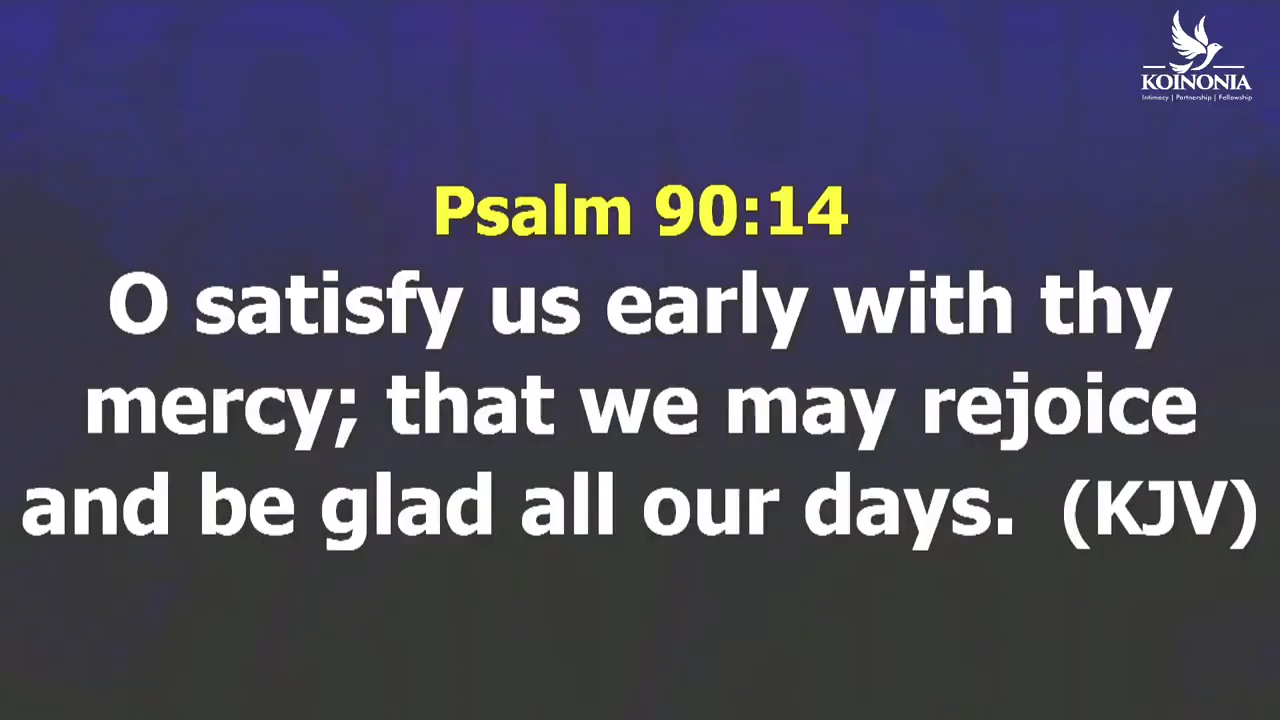 KOINONIA
Intimacy | Partnership | Fellowship
Psalm 90:14
O satisfy us early with thy
mercy; that we may rejoice
and be glad all our days. (KJV)